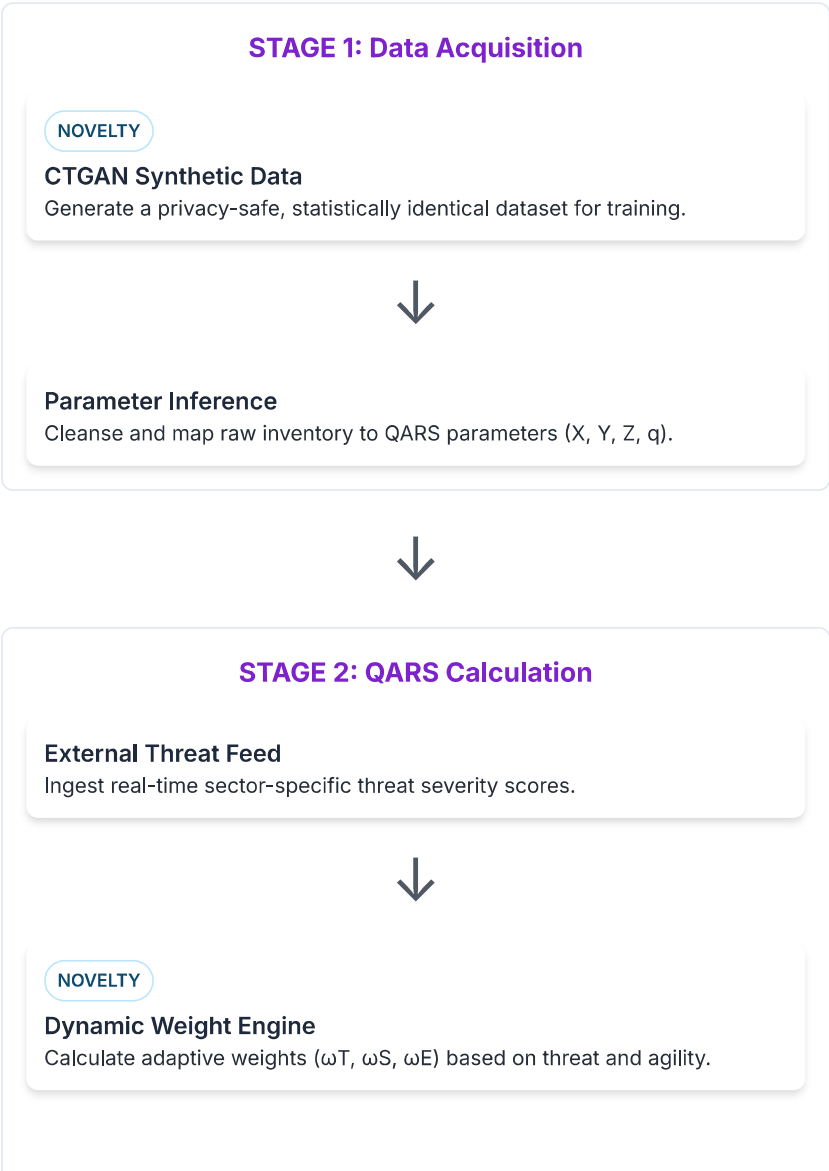 STAGE 1: Data Acquisition
NOVELTY
CTGAN Synthetic Data
Generate a privacy-safe, statistically identical dataset for training.
Parameter Inference
Cleanse and map raw inventory to QARS parameters (X, Y, Z, q).
STAGE 2: QARS Calculation
External Threat Feed
Ingest real-time sector-specific threat severity scores.
NOVELTY
Dynamic Weight Engine
Calculate adaptive weights (ωT, ωS, ωE) based on threat and agility.